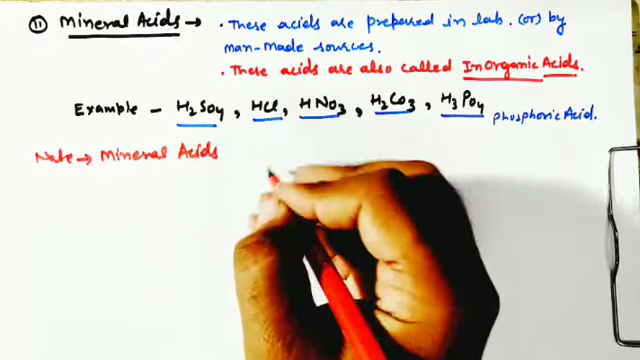 ⑪ Mineral Acids → • These acids are prepared in lab. (or) by
man-made sources.
• These acids are also called InOrganic Acids.
Example – H₂SO₄, HCl, HNO₃, H₂CO₃, H₃PO₄ phosphoric Acid.
Note → Mineral Acids